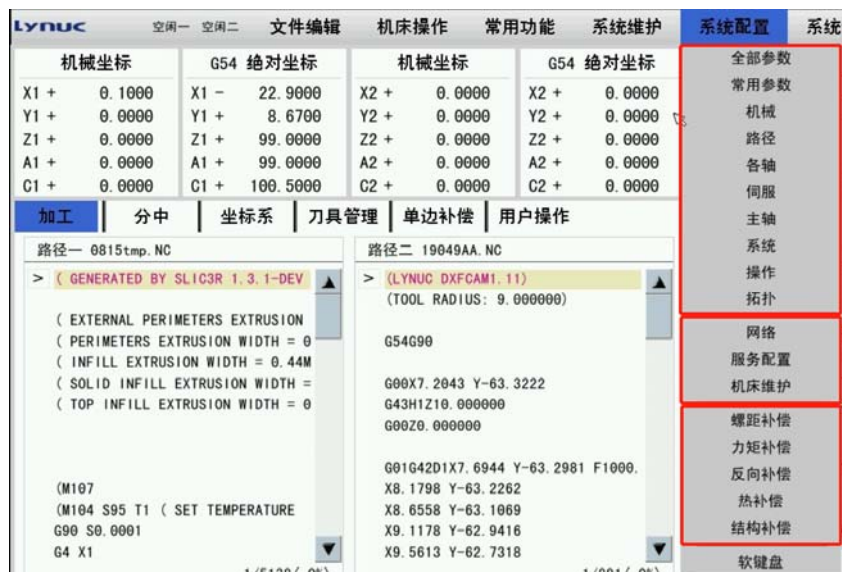 LYNUC 空闲一 空闲二 文件编辑 机床操作 常用功能 系统维护 系统配置 系统
机械坐标 G54 绝对坐标 机械坐标 G54 绝对坐标
X1 + 0.1000 X1 - 22.9000 X2 + 0.0000 X2 + 0.0000
Y1 + 0.0000 Y1 + 8.6700 Y2 + 0.0000 Y2 + 0.0000
Z1 + 0.0000 Z1 + 99.0000 Z2 + 0.0000 Z2 + 0.0000
A1 + 0.0000 A1 + 99.0000 A2 + 0.0000 A2 + 0.0000
C1 + 0.0000 C1 + 100.5000 C2 + 0.0000 C2 + 0.0000
加工 分中 坐标系 刀具管理 单边补偿 用户操作
路径一 0815tmp.NC
> ( GENERATED BY SLIC3R 1.3.1-DEV
( EXTERNAL PERIMETERS EXTRUSION
( PERIMETERS EXTRUSION WIDTH = 0
( INFILL EXTRUSION WIDTH = 0.44M
( SOLID INFILL EXTRUSION WIDTH =
( TOP INFILL EXTRUSION WIDTH = 0
(M107
(M104 S95 T1 ( SET TEMPERATURE
G90 S0.0001
G4 X1
路径二 19049AA.NC
> (LYNUC DXFCAM1.11)
(TOOL RADIUS: 9.000000)
G54G90
G00X7.2043 Y-63.3222
G43H1Z10.000000
G00Z0.000000
G01G42D1X7.6944 Y-63.2981 F1000.
X8.1798 Y-63.2262
X8.6558 Y-63.1069
X9.1178 Y-62.9416
X9.5613 Y-62.7318
全部参数
常用参数
机械
路径
各轴
伺服
主轴
系统
操作
拓扑
网络
服务配置
机床维护
螺距补偿
力矩补偿
反向补偿
热补偿
结构补偿
软键盘